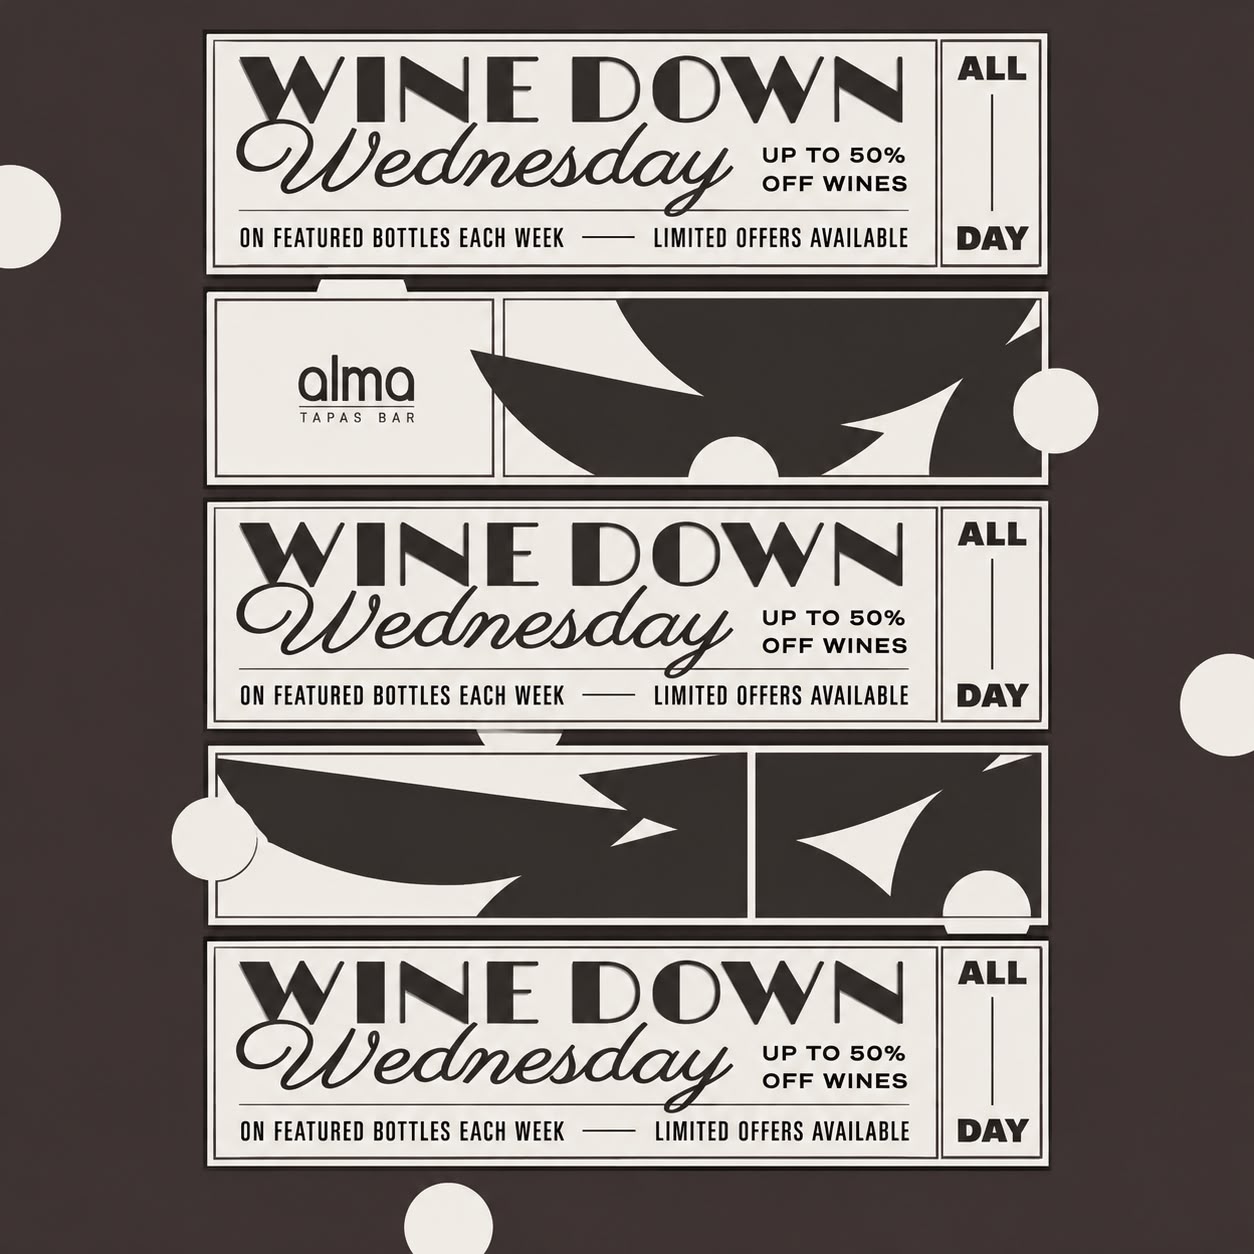 WINE DOWN
Wednesday
UP TO 50%
OFF WINES
ON FEATURED BOTTLES EACH WEEK — LIMITED OFFERS AVAILABLE
ALL
DAY
alma
TAPAS BAR
WINE DOWN
Wednesday
UP TO 50%
OFF WINES
ON FEATURED BOTTLES EACH WEEK — LIMITED OFFERS AVAILABLE
ALL
DAY
WINE DOWN
Wednesday
UP TO 50%
OFF WINES
ON FEATURED BOTTLES EACH WEEK — LIMITED OFFERS AVAILABLE
ALL
DAY